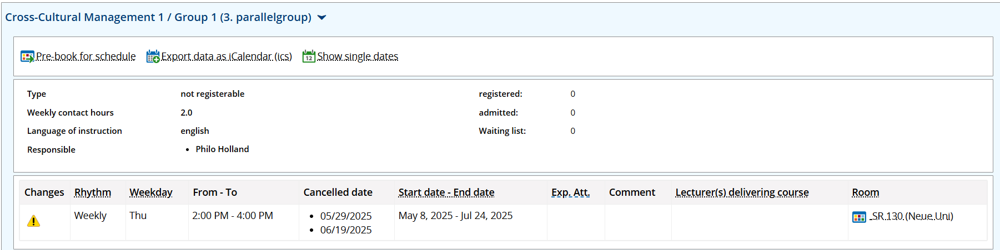 Cross-Cultural Management 1 / Group 1 (3. parallelgroup)
Pre-book for schedule Export data as iCalendar (ics) 12 Show single dates
Type not registerable registered: 0
Weekly contact hours 2.0 admitted: 0
Language of instruction english Waiting list: 0
Responsible • Philo Holland
Changes Rhythm Weekday From - To Cancelled date Start date - End date Exp. Att. Comment Lecturer(s) delivering course Room
Weekly Thu 2:00 PM - 4:00 PM • 05/29/2025 May 8, 2025 - Jul 24, 2025 SR 130 (Neue Uni)
• 06/19/2025